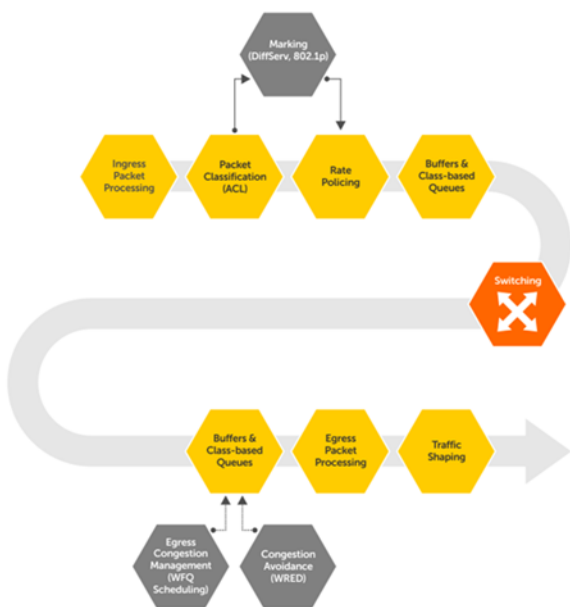 Marking
(DiffServ, 802.1p)
Ingress
Packet
Processing
Packet
Classification
(ACL)
Rate
Policing
Buffers &
Class-based
Queues
Switching
Buffers &
Class-based
Queues
Egress
Packet
Processing
Traffic
Shaping
Egress
Congestion
Management
(WFQ
Scheduling)
Congestion
Avoidance
(WRED)